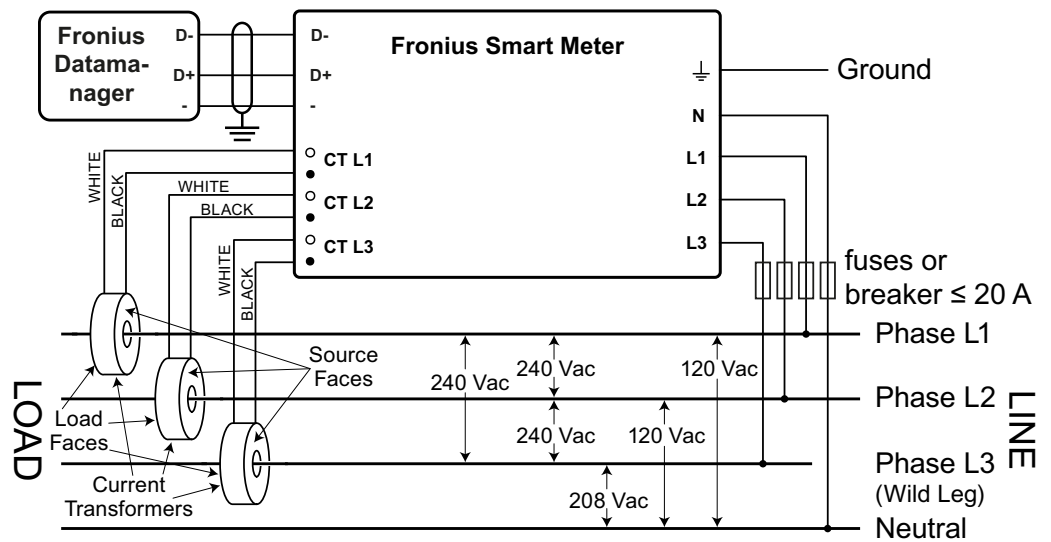 Fronius
Datama-
nager
D-
D+
-
Fronius Smart Meter
D-
D+
-
CT L1
CT L2
CT L3
⏚
N
L1
L2
L3
Ground
WHITE
BLACK
WHITE
BLACK
WHITE
BLACK
fuses or
breaker ≤ 20 A
Phase L1
Phase L2
Phase L3
(Wild Leg)
Neutral
LINE
LOAD
Source
Faces
Load
Faces
Current
Transformers
240 Vac
240 Vac
120 Vac
240 Vac
120 Vac
208 Vac